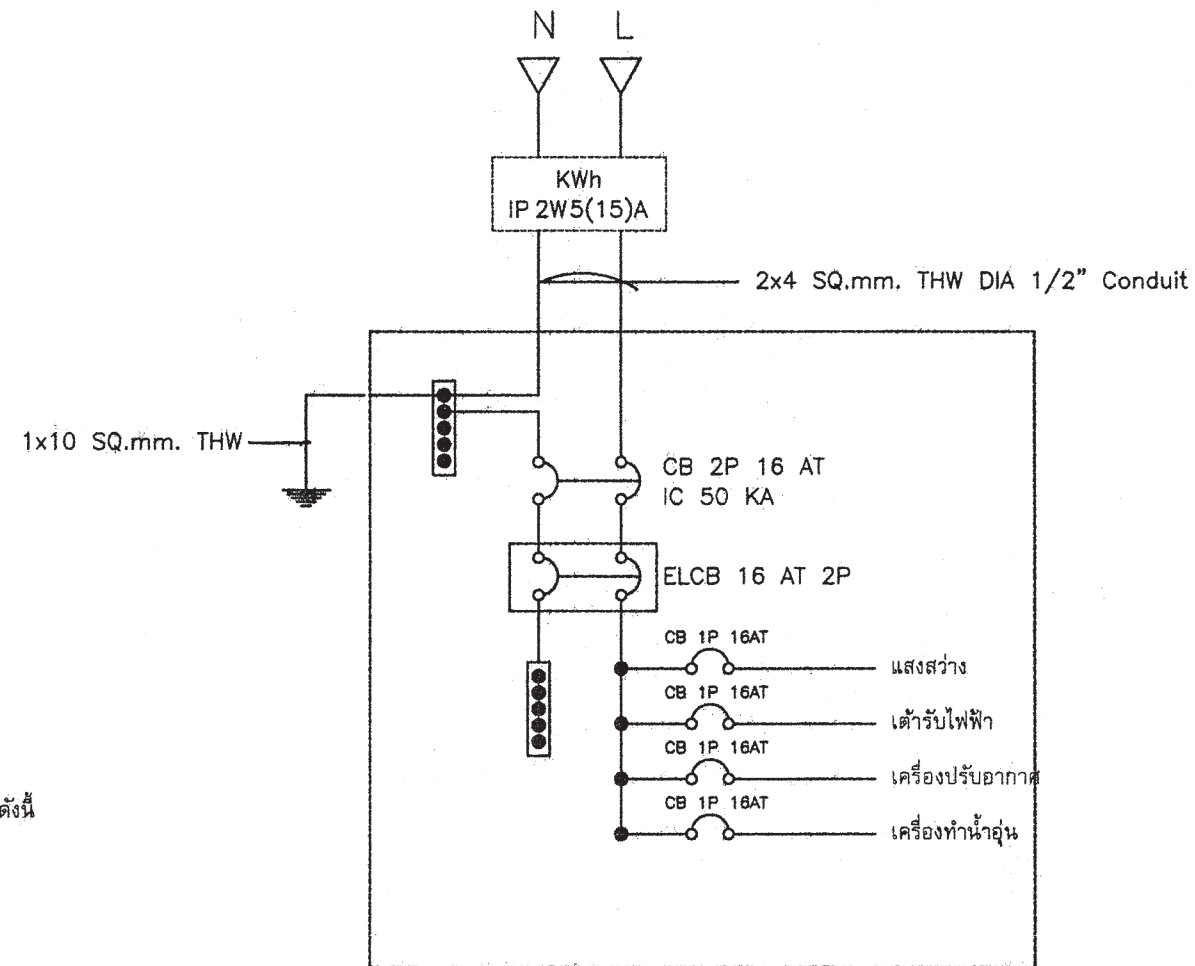 N L
KWh
IP 2W5(15)A
2x4 SQ.mm. THW DIA 1/2" Conduit
1x10 SQ.mm. THW
CB 2P 16 AT
IC 50 KA
ELCB 16 AT 2P
CB 1P 16AT
แสงสว่าง
CB 1P 16AT
เต้ารับไฟฟ้า
CB 1P 16AT
เครื่องปรับอากาศ
CB 1P 16AT
เครื่องทำน้ำอุ่น
ดังนี้